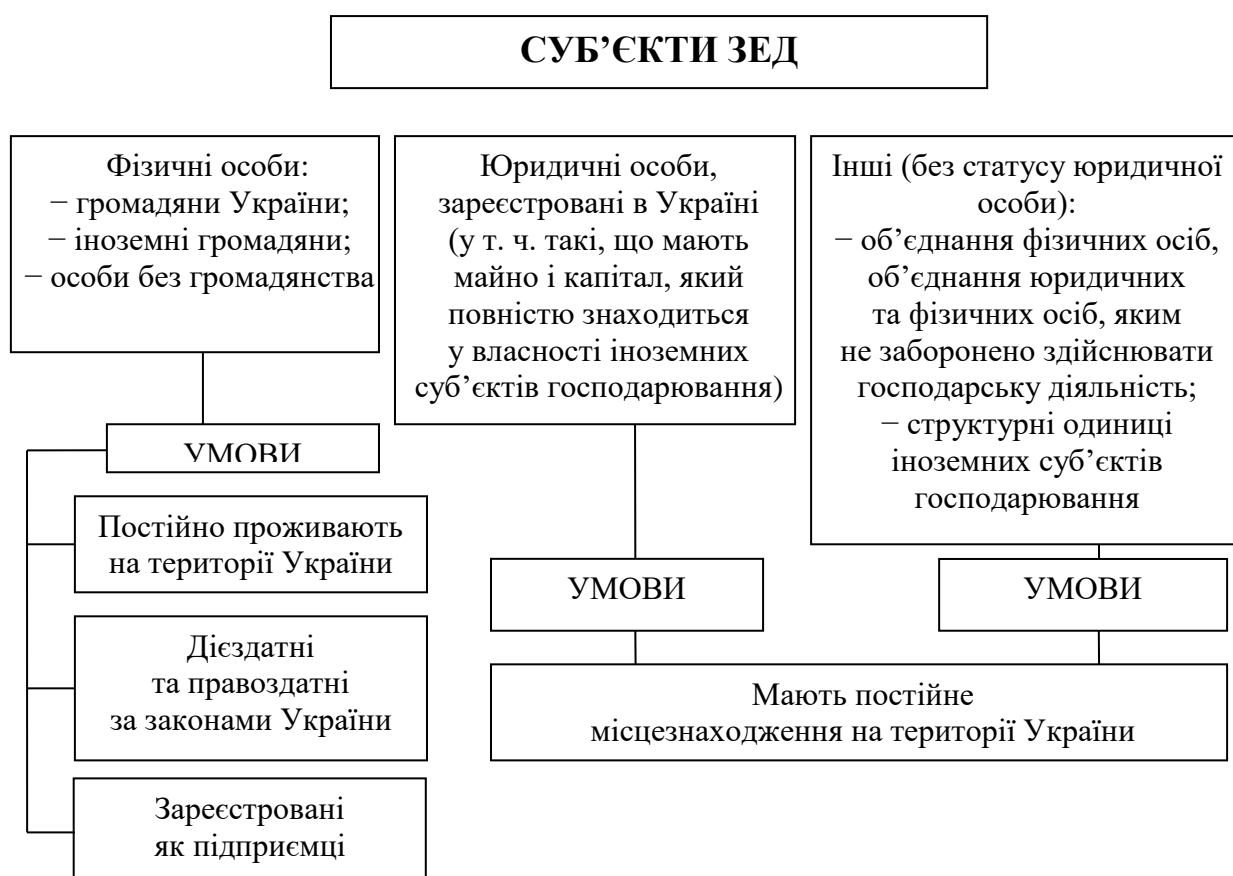 СУБ’ЄКТИ ЗЕД
Фізичні особи:
− громадяни України;
− іноземні громадяни;
− особи без громадянства
Юридичні особи,
зареєстровані в Україні
(у т. ч. такі, що мають
майно і капітал, який
повністю знаходиться
у власності іноземних
суб’єктів господарювання)
Інші (без статусу юридичної
особи):
− об’єднання фізичних осіб,
об’єднання юридичних
та фізичних осіб, яким
не заборонено здійснювати
господарську діяльність;
− структурні одиниці
іноземних суб’єктів
господарювання
УМОВИ
Постійно проживають
на території України
Дієздатні
та правоздатні
за законами України
Зареєстровані
як підприємці
УМОВИ
УМОВИ
Мають постійне
місцезнаходження на території України